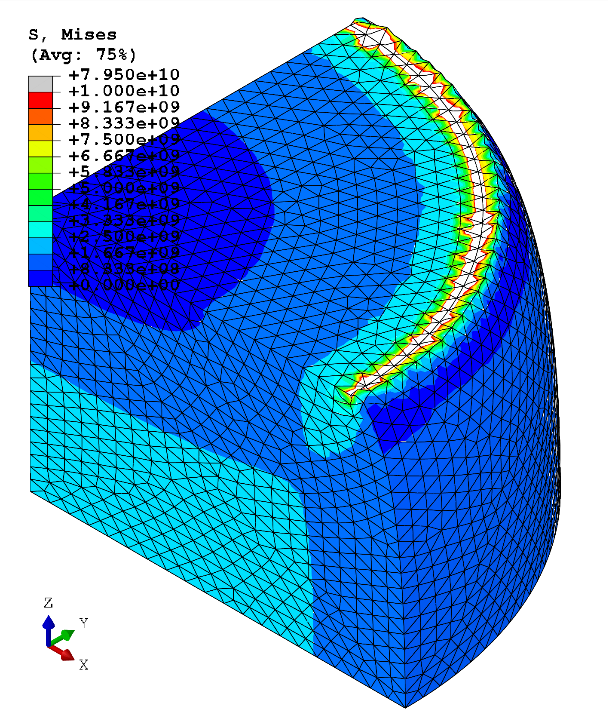 S, Mises
(Avg: 75%)
+7.950e+10
+1.000e+10
+9.167e+09
+8.333e+09
+7.500e+09
+6.667e+09
+5.833e+09
+5.000e+09
+4.167e+09
+3.333e+09
+2.500e+09
+1.667e+09
+8.333e+08
+0.000e+00
Z
Y
X